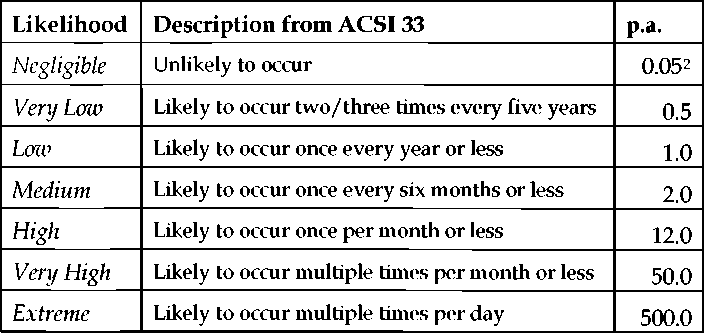 Likelihood Description from ACSI 33 p.a.
Negligible Unlikely to occur 0.05²
Very Low Likely to occur two/three times every five years 0.5
Low Likely to occur once every year or less 1.0
Medium Likely to occur once every six months or less 2.0
High Likely to occur once per month or less 12.0
Very High Likely to occur multiple times per month or less 50.0
Extreme Likely to occur multiple times per day 500.0